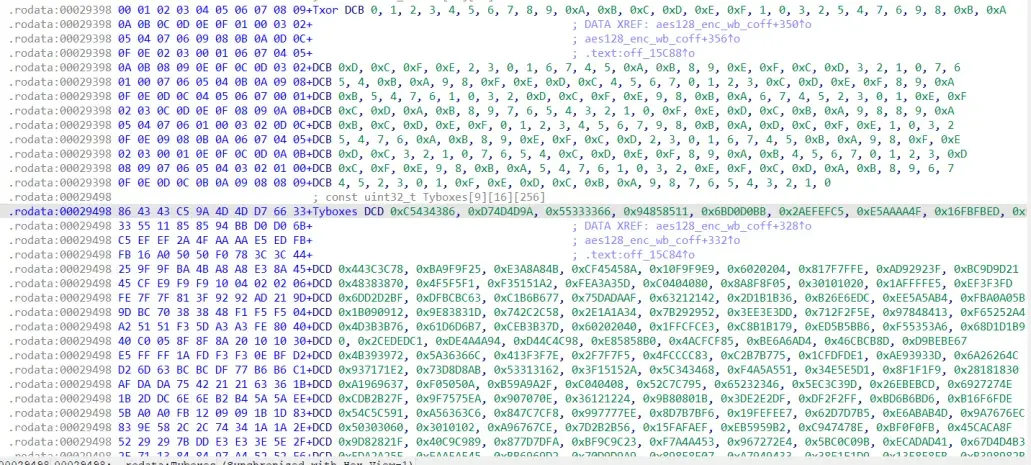 .rodata:00029398 00 01 02 03 04 05 06 07 08 09+Txor DCB 0, 1, 2, 3, 4, 5, 6, 7, 8, 9, 0xA, 0xB, 0xC, 0xD, 0xE, 0xF, 1, 0, 3, 2, 5, 4, 7, 6, 9, 8, 0xB, 0xA
.rodata:00029398 0A 0B 0C 0D 0E 0F 01 00 03 02+ ; DATA XREF: aes128_enc_wb_coff+350↑o
.rodata:00029398 05 04 07 06 09 08 0B 0A 0D 0C+ ; aes128_enc_wb_coff+356↑o
.rodata:00029398 0F 0E 02 03 00 01 06 07 04 05+ ; .text:off_15C88↑o
.rodata:00029398 0A 0B 08 09 0E 0F 0C 0D 03 02+DCB 0xD, 0xC, 0xF, 0xE, 2, 3, 0, 1, 6, 7, 4, 5, 0xA, 0xB, 8, 9, 0xE, 0xF, 0xC, 0xD, 3, 2, 1, 0, 7, 6
.rodata:00029398 01 00 07 06 05 04 0B 0A 09 08+DCB 5, 4, 0xB, 0xA, 9, 8, 0xF, 0xE, 0xD, 0xC, 4, 5, 6, 7, 0, 1, 2, 3, 0xC, 0xD, 0xE, 0xF, 8, 9, 0xA
.rodata:00029398 0F 0E 0D 0C 04 05 06 07 00 01+DCB 0xB, 5, 4, 7, 6, 1, 0, 3, 2, 0xD, 0xC, 0xF, 0xE, 9, 8, 0xB, 0xA, 6, 7, 4, 5, 2, 3, 0, 1, 0xE, 0xF
.rodata:00029398 02 03 0C 0D 0E 0F 08 09 0A 0B+DCB 0xC, 0xD, 0xA, 0xB, 8, 9, 7, 6, 5, 4, 3, 2, 1, 0, 0xF, 0xE, 0xD, 0xC, 0xB, 0xA, 9, 8, 8, 9, 0xA
.rodata:00029398 05 04 07 06 01 00 03 02 0D 0C+DCB 0xB, 0xC, 0xD, 0xE, 0xF, 0, 1, 2, 3, 4, 5, 6, 7, 9, 8, 0xB, 0xA, 0xD, 0xC, 0xF, 0xE, 1, 0, 3, 2
.rodata:00029398 0F 0E 09 08 0B 0A 06 07 04 05+DCB 5, 4, 7, 6, 0xA, 0xB, 8, 9, 0xE, 0xF, 0xC, 0xD, 2, 3, 0, 1, 6, 7, 4, 5, 0xB, 0xA, 9, 8, 0xF, 0xE
.rodata:00029398 02 03 00 01 0E 0F 0C 0D 0A 0B+DCB 0xD, 0xC, 3, 2, 1, 0, 7, 6, 5, 4, 0xC, 0xD, 0xE, 0xF, 8, 9, 0xA, 0xB, 4, 5, 6, 7, 0, 1, 2, 3, 0xD
.rodata:00029398 08 09 07 06 05 04 03 02 01 00+DCB 0xC, 0xF, 0xE, 9, 8, 0xB, 0xA, 5, 4, 7, 6, 1, 0, 3, 2, 0xE, 0xF, 0xC, 0xD, 0xA, 0xB, 8, 9, 6, 7
.rodata:00029398 0F 0E 0D 0C 0B 0A 09 08 08 09+DCB 4, 5, 2, 3, 0, 1, 0xF, 0xE, 0xD, 0xC, 0xB, 0xA, 9, 8, 7, 6, 5, 4, 3, 2, 1, 0
.rodata:00029498 ; const uint32_t Tyboxes[9][16][256]
.rodata:00029498 86 43 43 C5 9A 4D 4D D7 66 33+Tyboxes DCD 0xC5434386, 0xD74D4D9A, 0x55333366, 0x94858511, 0x6BD0D0BB, 0x2AEFEFC5, 0xE5AAAA4F, 0x16FBFBED,
.rodata:00029498 33 55 11 85 85 94 BB D0 D0 6B+ ; DATA XREF: aes128_enc_wb_coff+328↑o
.rodata:00029498 C5 EF EF 2A 4F AA AA E5 ED FB+ ; aes128_enc_wb_coff+332↑o
.rodata:00029498 FB 16 A0 50 50 F0 78 3C 3C 44+ ; .text:off_15C84↑o
.rodata:00029498 25 9F 9F BA 4B A8 A8 E3 8A 45+DCD 0x443C3C78, 0xBA9F9F25, 0xE3A8A84B, 0xCF45458A, 0x10F9F9E9, 0x6020204, 0x817F7FFE, 0xAD92923F, 0xBC9D9D21
.rodata:00029498 45 CF E9 F9 F9 10 04 02 02 06+DCD 0x48383870, 0x4F5F5F1, 0xF35151A2, 0xFEA3A35D, 0xC0404080, 0x8A8F8F05, 0x30101020, 0x1AFFFFE5, 0xEF3F3FD
.rodata:00029498 FE 7F 7F 81 3F 92 92 AD 21 9D+DCD 0x6DD2D2BF, 0xDFBCBC63, 0xC1B6B677, 0x75DADAAF, 0x63212142, 0x2D1B1B36, 0xB26E6EDC, 0xEE5A5AB4, 0xFBA0A05B
.rodata:00029498 9D BC 70 38 38 48 F1 F5 F5 04+DCD 0x1B090912, 0x9E83831D, 0x742C2C58, 0x2E1A1A34, 0x7B292952, 0x3EE3E3DD, 0x712F2F5E, 0x97848413, 0xF65252A4
.rodata:00029498 A2 51 51 F3 5D A3 A3 FE 80 40+DCD 0x4D3B3B76, 0x61D6D6B7, 0xCEB3B37D, 0x60202040, 0x1FFCFCE3, 0xC8B1B179, 0xED5B5BB6, 0xF55353A6, 0x68D1D1B9
.rodata:00029498 40 C0 05 8F 8F 8A 20 10 10 30+DCD 0, 0x2CEDEDC1, 0xDE4A4A94, 0xD44C4C98, 0xE85858B0, 0x4ACFCF85, 0xBE6A6AD4, 0x46CBCB8D, 0xD9BEBE67
.rodata:00029498 E5 FF FF 1A FD F3 F3 0E BF D2+DCD 0x4B393972, 0x5A36366C, 0x413F3F7E, 0x2F7F7F5, 0x4FCCCC83, 0xC2B7B775, 0x1CFDFDE1, 0xAE93933D, 0x6A26264C
.rodata:00029498 D2 6D 63 BC BC DF 77 B6 B6 C1+DCD 0x937171E2, 0x73D8D8AB, 0x53313162, 0x3F15152A, 0x5C343468, 0xF4A5A551, 0x34E5E5D1, 0x8F1F1F9, 0x28181830
.rodata:00029498 AF DA DA 75 42 21 21 63 36 1B+DCD 0xA1969637, 0xF05050A, 0xB59A9A2F, 0xC040408, 0x52C7C795, 0x65232346, 0x5EC3C39D, 0x26EBEBCD, 0x6927274E
.rodata:00029498 1B 2D DC 6E 6E B2 B4 5A 5A EE+DCD 0xCDB2B27F, 0x9F7575EA, 0x907070E, 0x36121224, 0x9B80801B, 0x3DE2E2DF, 0xDF2F2FF, 0xBD6B6BD6, 0xB16F6FDE
.rodata:00029498 5B A0 A0 FB 12 09 09 1B 1D 83+DCD 0x54C5C591, 0xA56363C6, 0x847C7CF8, 0x997777EE, 0x8D7B7BF6, 0x19FEFEE7, 0x62D7D7B5, 0xE6ABAB4D, 0x9A7676EC
.rodata:00029498 83 9E 58 2C 2C 74 34 1A 1A 2E+DCD 0x50303060, 0x3010102, 0xA96767CE, 0x7D2B2B56, 0x15FAFAEF, 0xEB5959B2, 0xC947478E, 0xBF0F0FB, 0x45CACA8F
.rodata:00029498 52 29 29 7B DD E3 E3 3E 5E 2F+DCD 0x9D82821F, 0x40C9C989, 0x877D7DFA, 0xBF9C9C23, 0xF7A4A453, 0x967272E4, 0x5BC0C09B, 0xECADAD41, 0x67D4D4B3